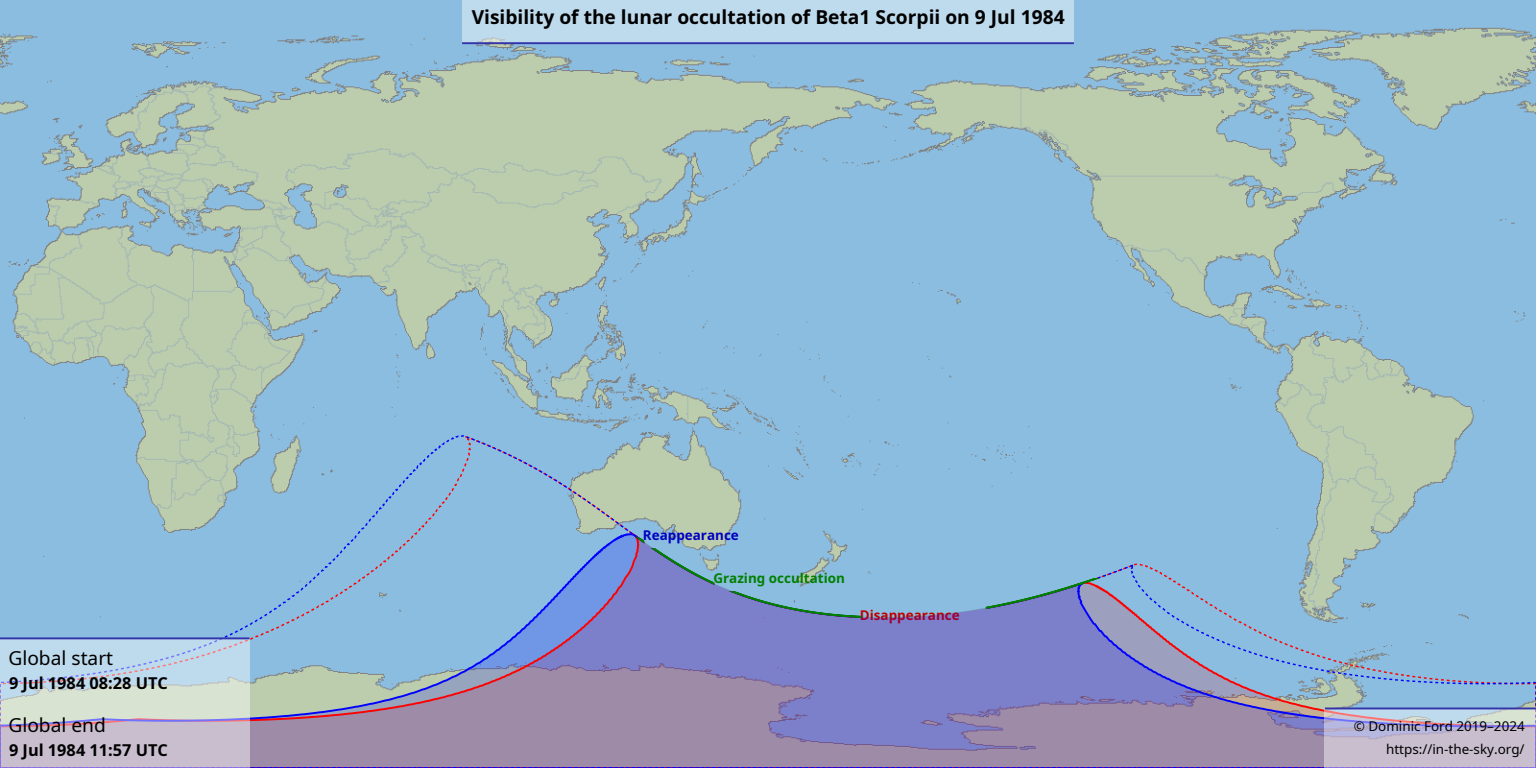 Visibility of the lunar occultation of Beta1 Scorpii on 9 Jul 1984
Reappearance
Grazing occultation
Disappearance
Global start
9 Jul 1984 08:28 UTC
Global end
9 Jul 1984 11:57 UTC
© Dominic Ford 2019–2024
https://in-the-sky.org/